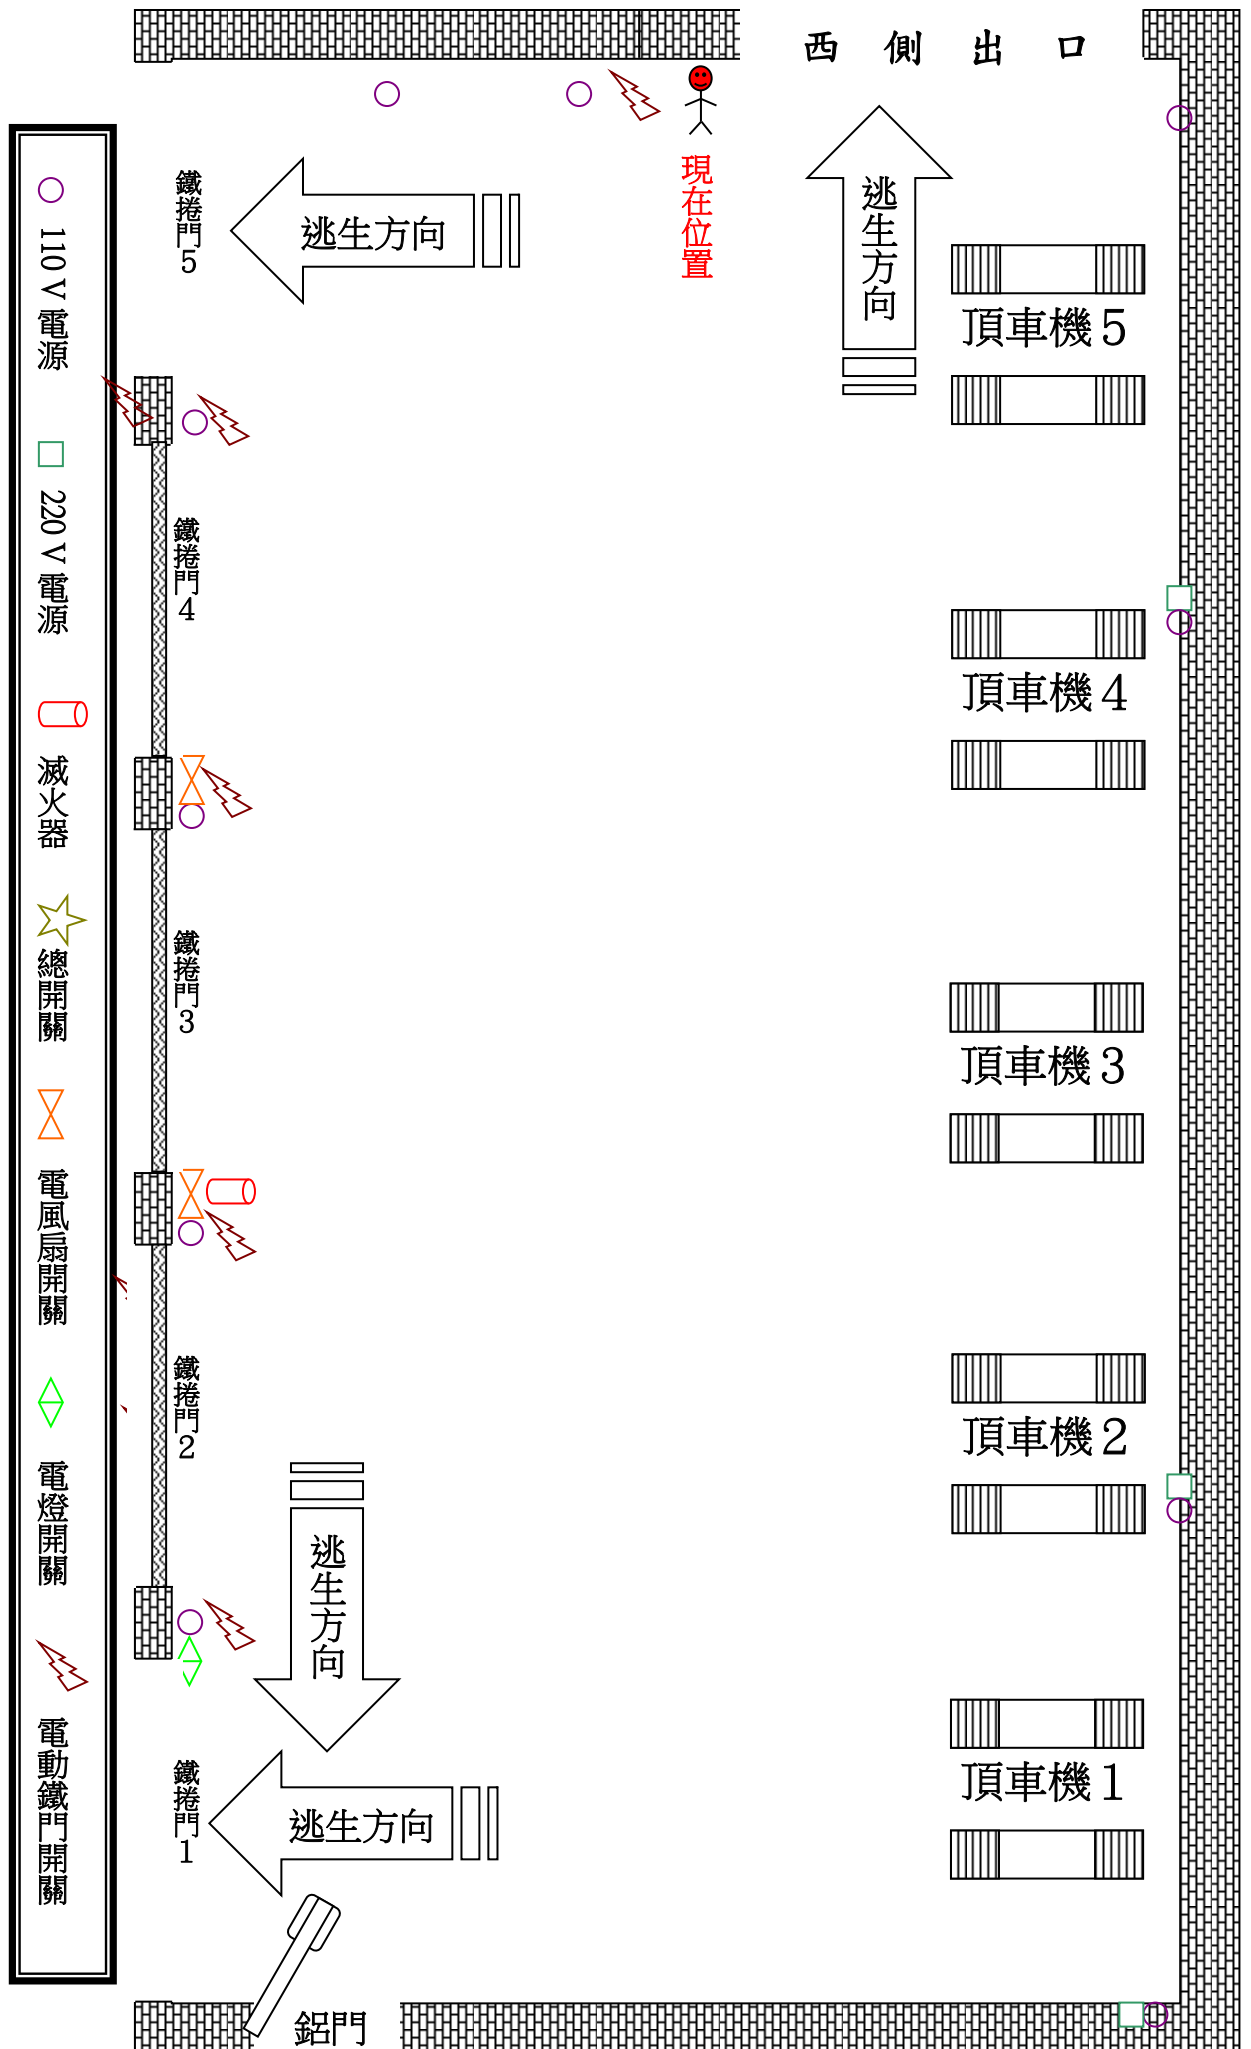 西側出口
現在位置
逃生方向
逃生方向
鐵捲門5
頂車機5
鐵捲門4
頂車機4
鐵捲門3
頂車機3
鐵捲門2
頂車機2
逃生方向
鐵捲門1
逃生方向
頂車機1
鋁門
110V電源
220V電源
滅火器
總開關
電風扇開關
電燈開關
電動鐵門開關